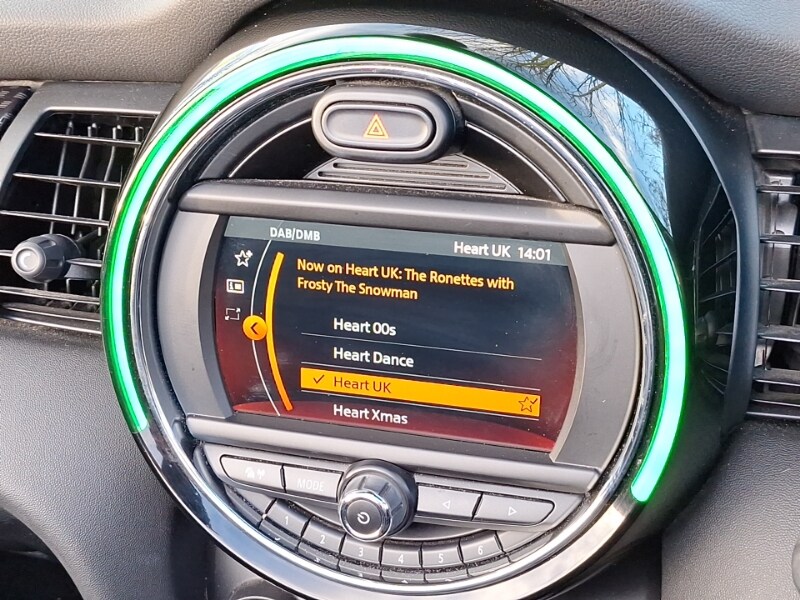 DAB/DMB
Heart UK 14:01
Now on Heart UK: The Ronettes with
Frosty The Snowman
Heart 00s
Heart Dance
Heart UK
Heart Xmas
MODE
1 2 3 4 5 6